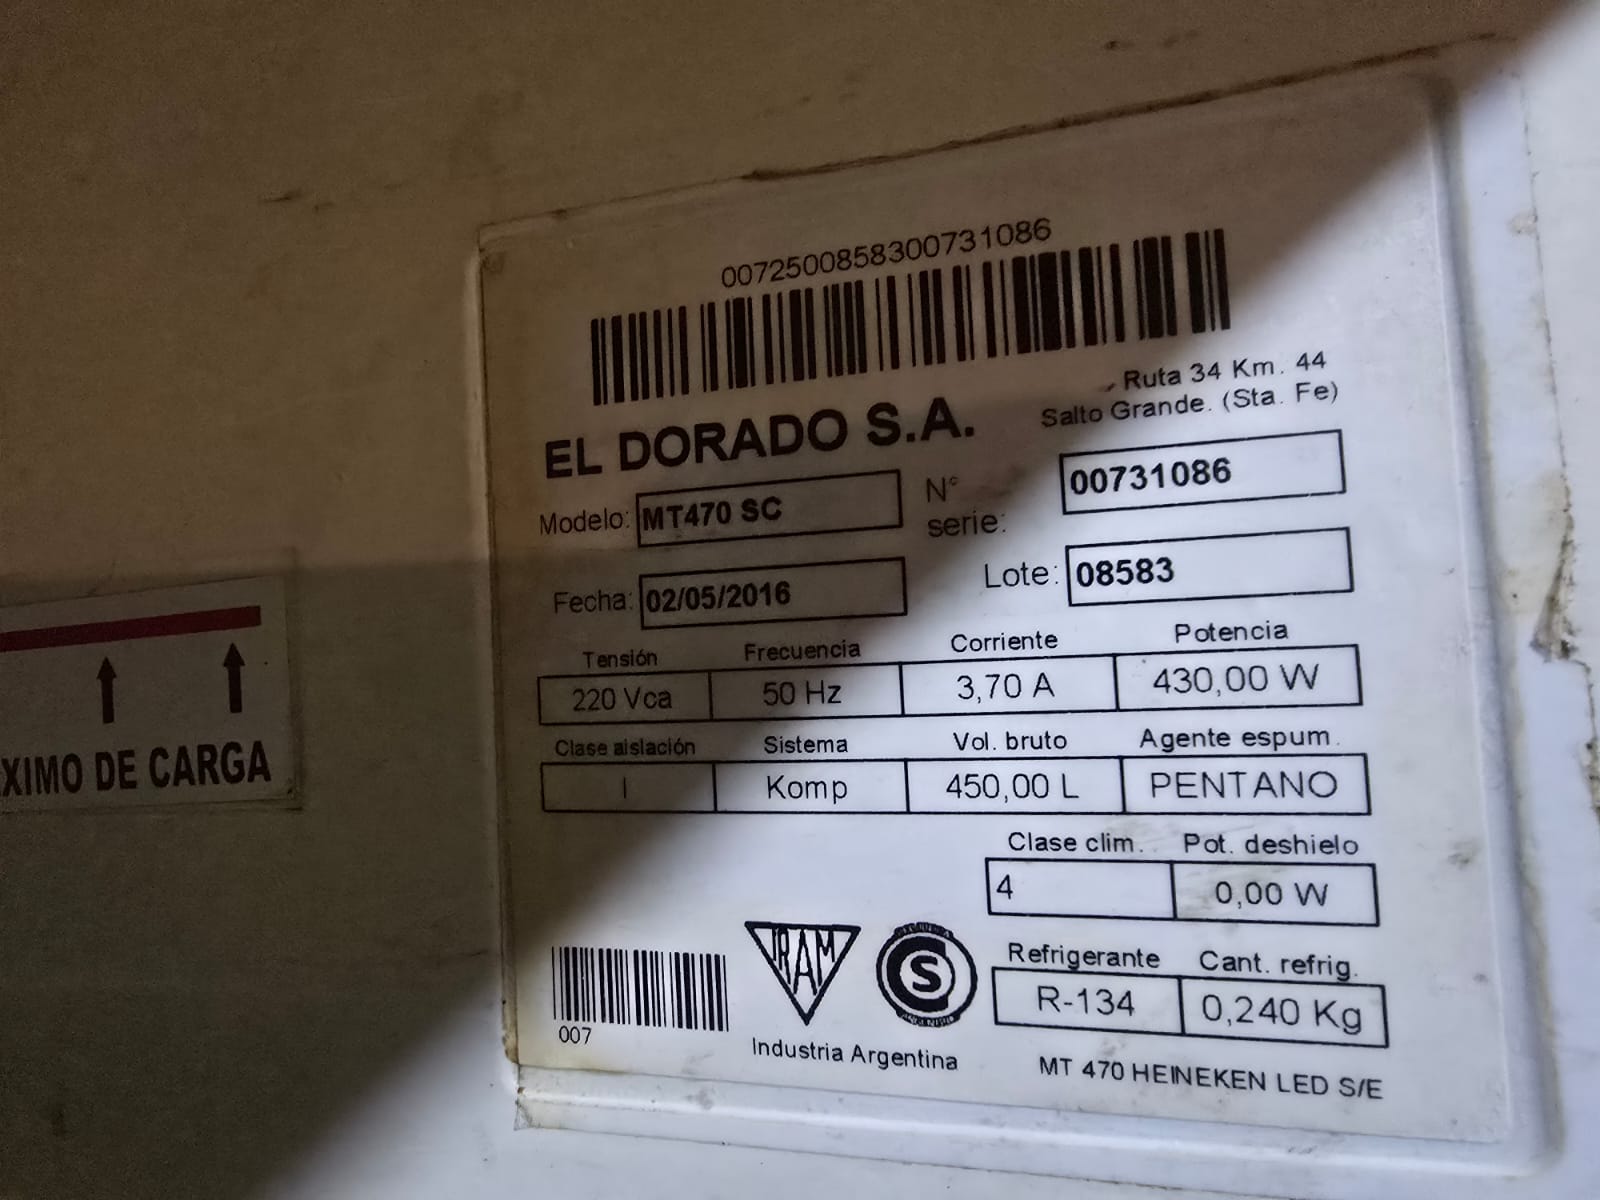 0072500858300731086
EL DORADO S.A.
Ruta 34 Km. 44
Salto Grande. (Sta. Fe)
Modelo: MT470 SC
N° serie: 00731086
Fecha: 02/05/2016
Lote: 08583
Tensión Frecuencia Corriente Potencia
220 Vca 50 Hz 3,70 A 430,00 W
Clase aislación Sistema Vol. bruto Agente espum.
I Komp 450,00 L PENTANO
Clase clim. Pot. deshielo
4 0,00 W
Refrigerante Cant. refrig.
R-134 0,240 Kg
007
IRAM
S
Industria Argentina
MT 470 HEINEKEN LED S/E
XIMO DE CARGA